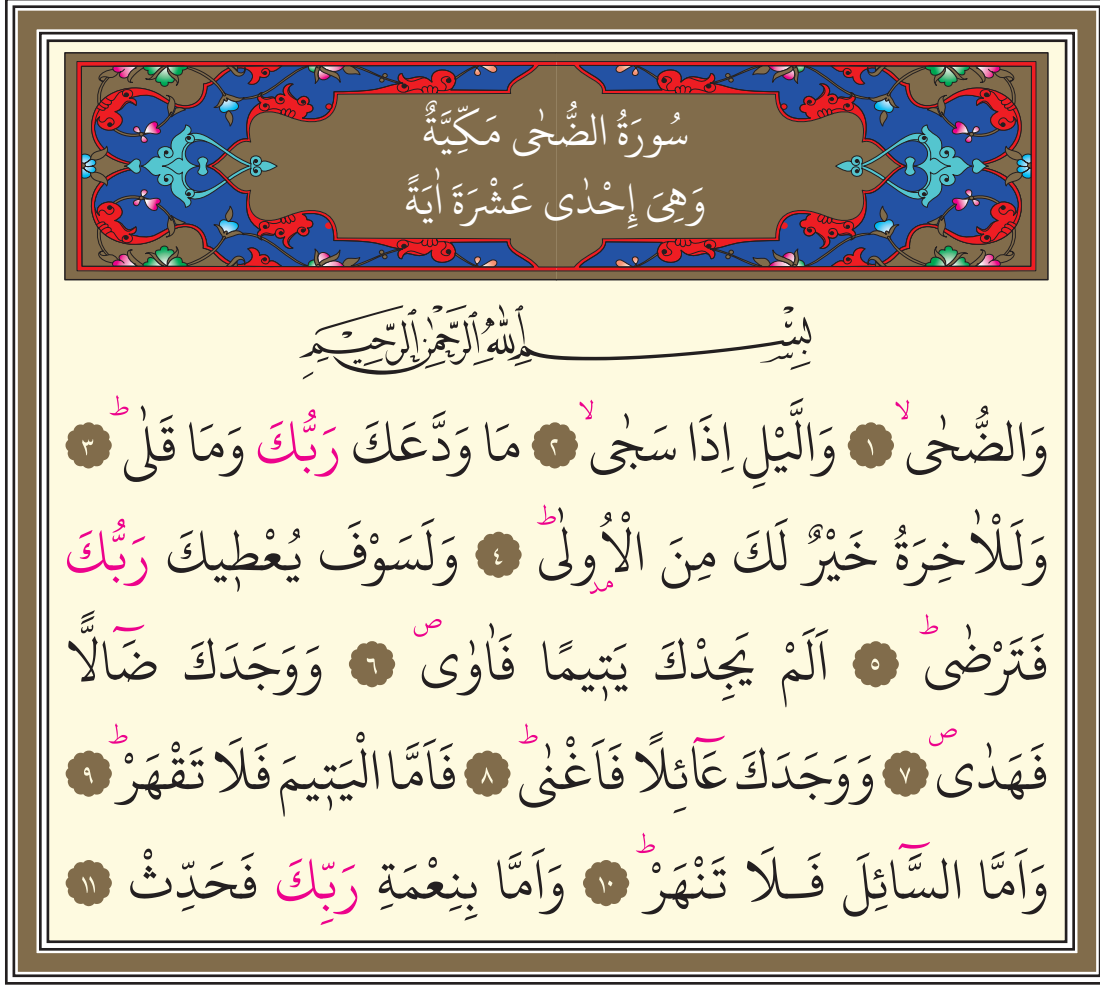 سُورَةُ الضُّحٰى مَكِّيَّةٌ
وَهِىَ إِحْدٰى عَشْرَةَ اٰيَةً
بِسْمِ اللّٰهِ الرَّحْمٰنِ الرَّحِيمِ
وَالضُّحٰىۙ ﴿١﴾ وَالَّيْلِ اِذَا سَجٰىۙ ﴿٢﴾ مَا وَدَّعَكَ رَبُّكَ وَمَا قَلٰىۜؕ ﴿٣﴾
وَلَلْاٰخِرَةُ خَيْرٌ لَكَ مِنَ الْاُو۫لٰىؕ ﴿٤﴾ وَلَسَوْفَ يُعْطٖيكَ رَبُّكَ
فَتَرْضٰىؕ ﴿٥﴾ اَلَمْ يَجِدْكَ يَتٖيمًا فَاٰوٰىࣕ ﴿٦﴾ وَوَجَدَكَ ضَٓالًّا
فَهَدٰىࣕ ﴿٧﴾ وَوَجَدَكَ عَٓائِلًا فَاَغْنٰىؕ ﴿٨﴾ فَاَمَّا الْيَتٖيمَ فَلَا تَقْهَرْؕ ﴿٩﴾
وَاَمَّا السَّٓائِلَ فَلَا تَنْهَرْؕ ﴿١٠﴾ وَاَمَّا بِنِعْمَةِ رَبِّكَ فَحَدِّثْ ﴿١١﴾